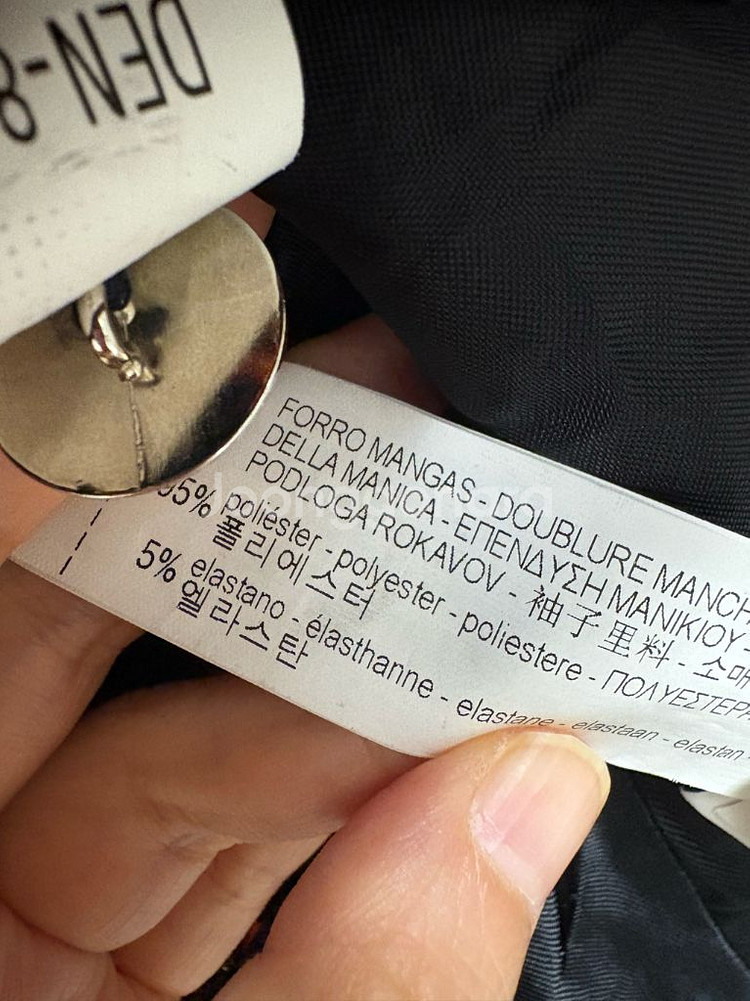 DEN-8
FORRO MANGAS - DOUBLURE MANCH
DELLA MANICA - ΕΠΕΝΔΥΣΗ ΜΑΝΙΚΙΟΥ -
PODLOGA ROKAVOV - 袖子里料 - 소매
95% poliéster - polyester - poliestere - ΠΟΛΥΕΣΤΕΡΑ
폴리에스터
5% elastano - élasthanne - elastane - elastaan - elastan -
엘라스탄